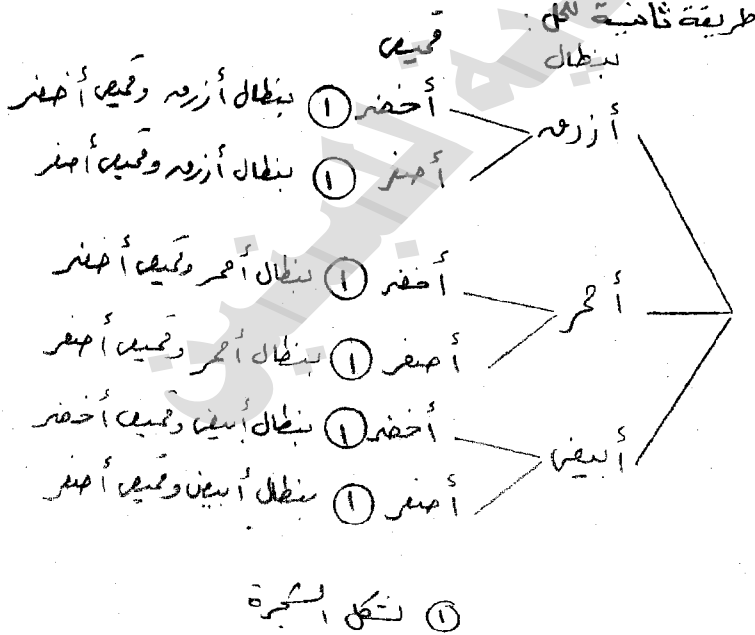 طريقة ثانية للحل :
بنطال قميص
أزرق أخضر ① بنطال أزرق وقميص أخضر
أصفر ① بنطال أزرق وقميص أصفر
أحمر أخضر ① بنطال أحمر وقميص أخضر
أصفر ① بنطال أحمر وقميص أصفر
أبيض أخضر ① بنطال أبيض وقميص أخضر
أصفر ① بنطال أبيض وقميص أصفر
① لشكل الشجرة